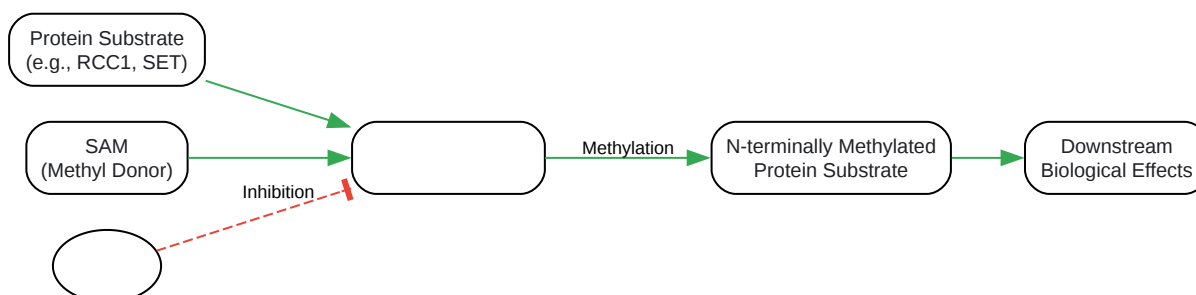 Protein Substrate
(e.g., RCC1, SET)
SAM
(Methyl Donor)
Inhibition
Methylation
N-terminally Methylated
Protein Substrate
Downstream
Biological Effects